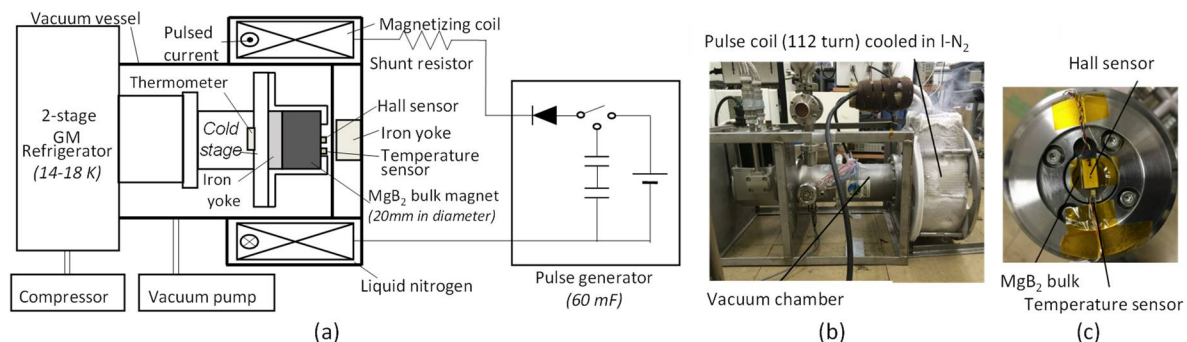 Vacuum vessel
Pulsed
current
Magnetizing coil
Shunt resistor
Thermometer
2-stage
GM
Refrigerator
(14-18 K)
Cold
stage
Iron
yoke
Hall sensor
Iron yoke
Temperature
sensor
MgB₂ bulk magnet
(20mm in diameter)
Liquid nitrogen
Compressor
Vacuum pump
Pulse generator
(60 mF)
(a)
Pulse coil (112 turn) cooled in l-N₂
Vacuum chamber
(b)
Hall sensor
MgB₂ bulk
Temperature sensor
(c)